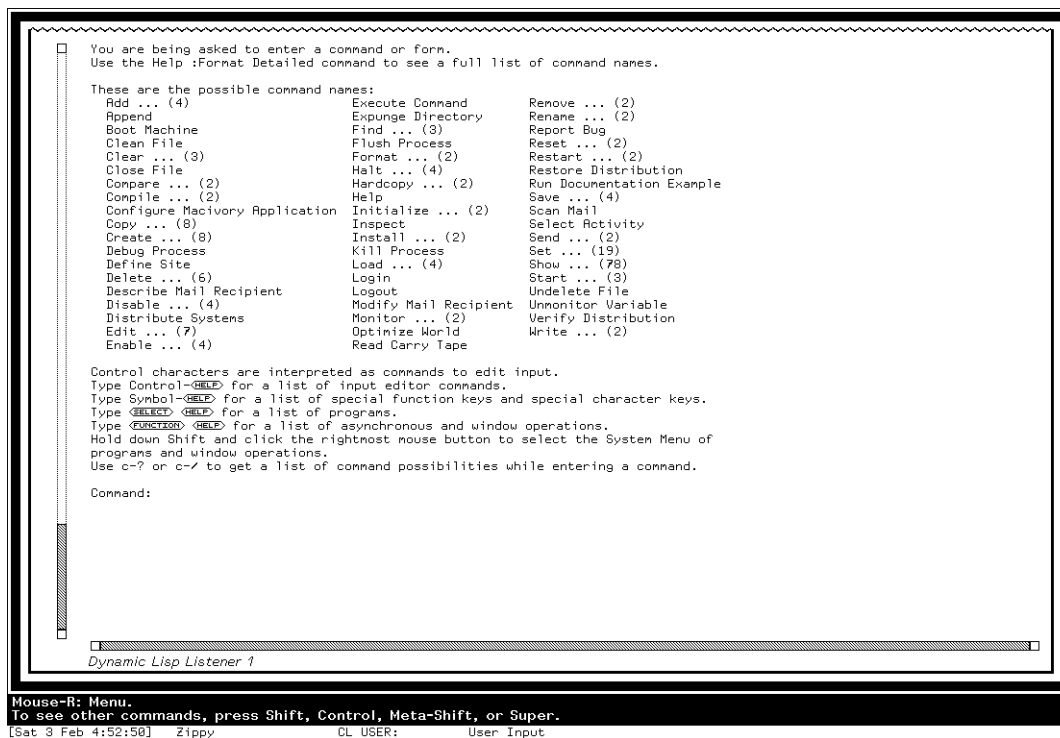 You are being asked to enter a command or form.
Use the Help :Format Detailed command to see a full list of command names.
These are the possible command names:
Add ... (4) Execute Command Remove ... (2)
Append Expunge Directory Rename ... (2)
Boot Machine Find ... (3) Report Bug
Clean File Flush Process Reset ... (2)
Clear ... (3) Format ... (2) Restart ... (2)
Close File Halt ... (4) Restore Distribution
Compare ... (2) Hardcopy ... (2) Run Documentation Example
Compile ... (2) Help Save ... (4)
Configure Macivory Application Initialize ... (2) Scan Mail
Copy ... (8) Inspect Select Activity
Create ... (8) Install ... (2) Send ... (2)
Debug Process Kill Process Set ... (19)
Define Site Load ... (4) Show ... (78)
Delete ... (6) Login Start ... (3)
Describe Mail Recipient Logout Undelete File
Disable ... (4) Modify Mail Recipient Unmonitor Variable
Distribute Systems Monitor ... (2) Verify Distribution
Edit ... (7) Optimize World Write ... (2)
Enable ... (4) Read Carry Tape
Control characters are interpreted as commands to edit input.
Type Control-<HELP> for a list of input editor commands.
Type Symbol-<HELP> for a list of special function keys and special character keys.
Type <SELECT> <HELP> for a list of programs.
Type <FUNCTION> <HELP> for a list of asynchronous and window operations.
Hold down Shift and click the rightmost mouse button to select the System Menu of
programs and window operations.
Use c-? or c-/ to get a list of command possibilities while entering a command.
Command:
Dynamic Lisp Listener 1
Mouse-R: Menu.
To see other commands, press Shift, Control, Meta-Shift, or Super.
[Sat 3 Feb 4:52:50] Zippy CL USER: User Input